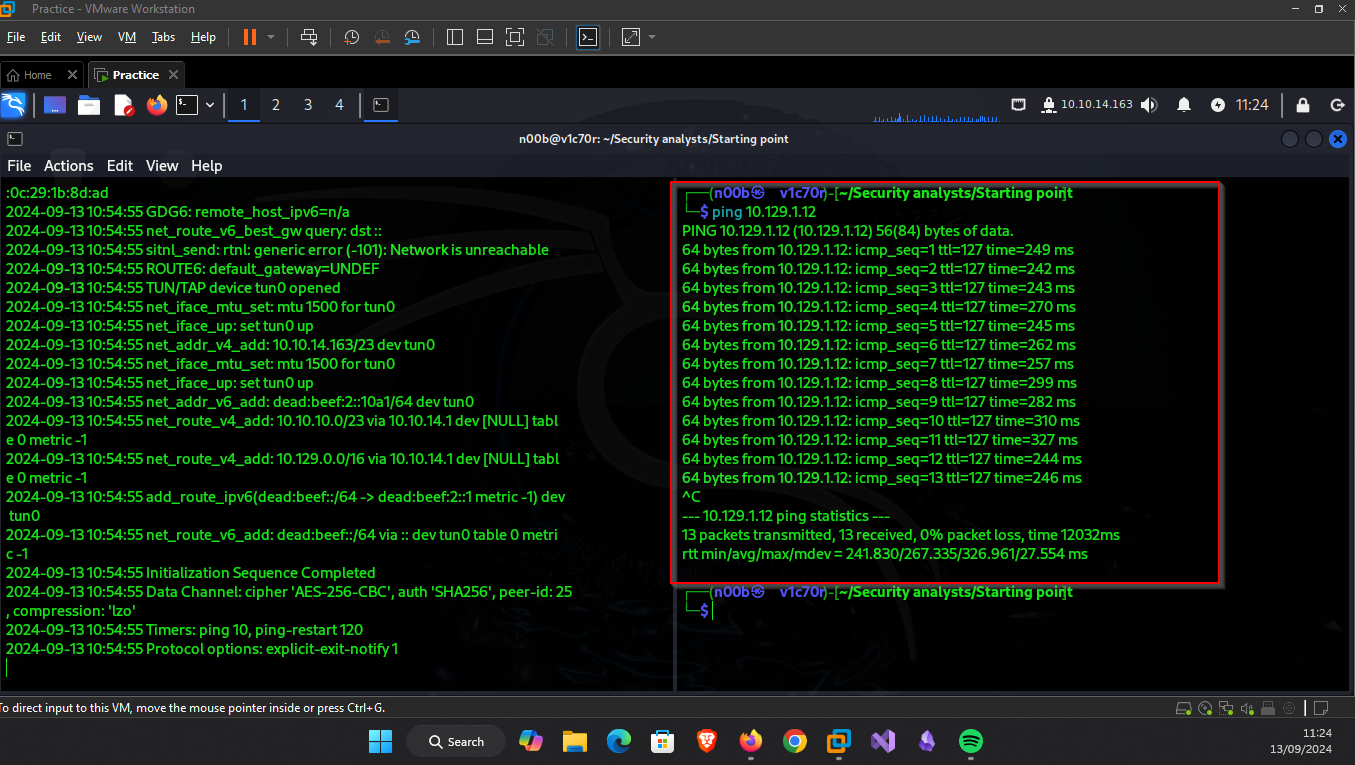 Practice - VMware Workstation
File Edit View VM Tabs Help
Home Practice
1 2 3 4 10.10.14.163 11:24
n00b@v1c70r: ~/Security analysts/Starting point
File Actions Edit View Help
:0c:29:1b:8d:ad
2024-09-13 10:54:55 GDG6: remote_host_ipv6=n/a
2024-09-13 10:54:55 net_route_v6_best_gw query: dst ::
2024-09-13 10:54:55 sitnl_send: rtnl: generic error (-101): Network is unreachable
2024-09-13 10:54:55 ROUTE6: default_gateway=UNDEF
2024-09-13 10:54:55 TUN/TAP device tun0 opened
2024-09-13 10:54:55 net_iface_mtu_set: mtu 1500 for tun0
2024-09-13 10:54:55 net_iface_up: set tun0 up
2024-09-13 10:54:55 net_addr_v4_add: 10.10.14.163/23 dev tun0
2024-09-13 10:54:55 net_iface_mtu_set: mtu 1500 for tun0
2024-09-13 10:54:55 net_iface_up: set tun0 up
2024-09-13 10:54:55 net_addr_v6_add: dead:beef:2::10a1/64 dev tun0
2024-09-13 10:54:55 net_route_v4_add: 10.10.10.0/23 via 10.10.14.1 dev [NULL] tabl
e 0 metric -1
2024-09-13 10:54:55 net_route_v4_add: 10.129.0.0/16 via 10.10.14.1 dev [NULL] tabl
e 0 metric -1
2024-09-13 10:54:55 add_route_ipv6(dead:beef::/64 -> dead:beef:2::1 metric -1) dev
tun0
2024-09-13 10:54:55 net_route_v6_add: dead:beef::/64 via :: dev tun0 table 0 metri
c -1
2024-09-13 10:54:55 Initialization Sequence Completed
2024-09-13 10:54:55 Data Channel: cipher 'AES-256-CBC', auth 'SHA256', peer-id: 25
, compression: 'lzo'
2024-09-13 10:54:55 Timers: ping 10, ping-restart 120
2024-09-13 10:54:55 Protocol options: explicit-exit-notify 1
┌──(n00b㉿v1c70r)-[~/Security analysts/Starting point]
└─$ ping 10.129.1.12
PING 10.129.1.12 (10.129.1.12) 56(84) bytes of data.
64 bytes from 10.129.1.12: icmp_seq=1 ttl=127 time=249 ms
64 bytes from 10.129.1.12: icmp_seq=2 ttl=127 time=242 ms
64 bytes from 10.129.1.12: icmp_seq=3 ttl=127 time=243 ms
64 bytes from 10.129.1.12: icmp_seq=4 ttl=127 time=270 ms
64 bytes from 10.129.1.12: icmp_seq=5 ttl=127 time=245 ms
64 bytes from 10.129.1.12: icmp_seq=6 ttl=127 time=262 ms
64 bytes from 10.129.1.12: icmp_seq=7 ttl=127 time=257 ms
64 bytes from 10.129.1.12: icmp_seq=8 ttl=127 time=299 ms
64 bytes from 10.129.1.12: icmp_seq=9 ttl=127 time=282 ms
64 bytes from 10.129.1.12: icmp_seq=10 ttl=127 time=310 ms
64 bytes from 10.129.1.12: icmp_seq=11 ttl=127 time=327 ms
64 bytes from 10.129.1.12: icmp_seq=12 ttl=127 time=244 ms
64 bytes from 10.129.1.12: icmp_seq=13 ttl=127 time=246 ms
^C
--- 10.129.1.12 ping statistics ---
13 packets transmitted, 13 received, 0% packet loss, time 12032ms
rtt min/avg/max/mdev = 241.830/267.335/326.961/27.554 ms
┌──(n00b㉿v1c70r)-[~/Security analysts/Starting point]
└─$
To direct input to this VM, move the mouse pointer inside or press Ctrl+G.
Search
11:24
13/09/2024